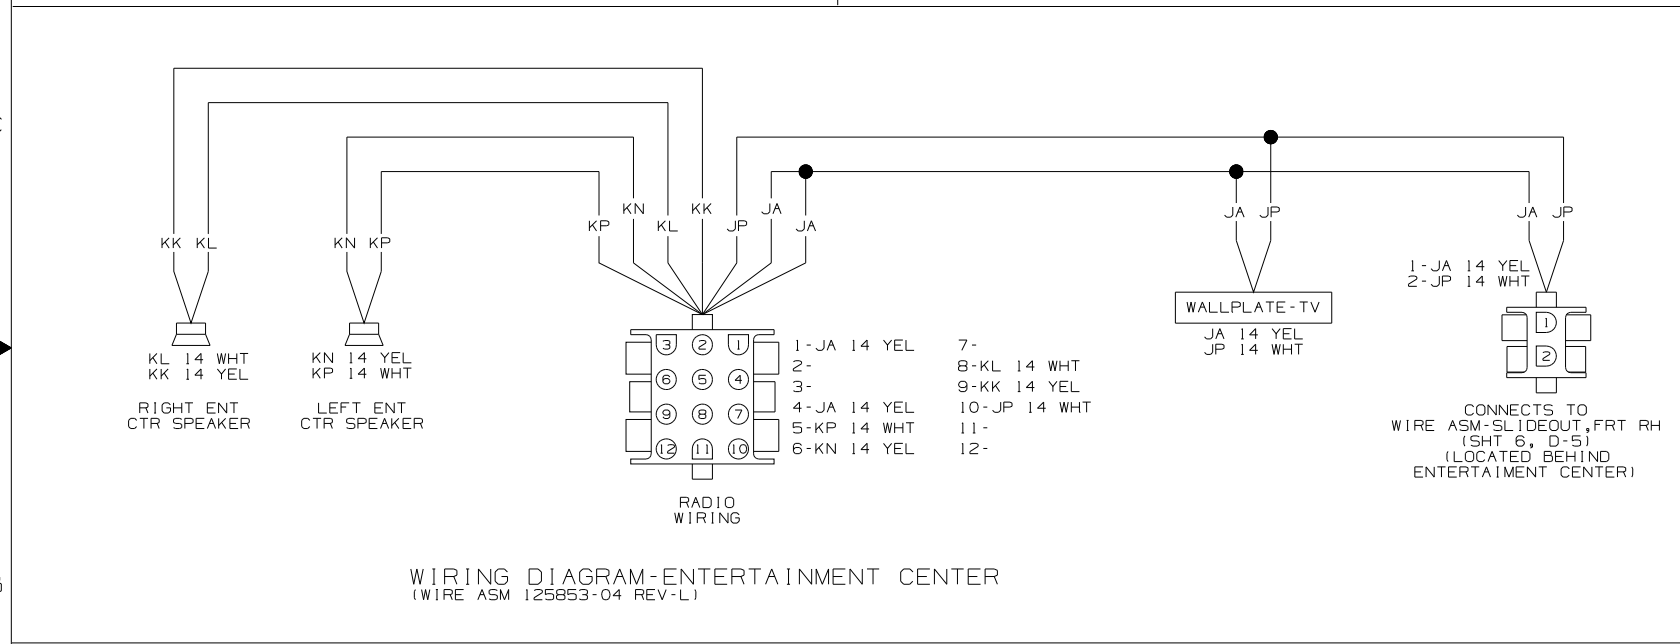 KP
KN
KL
KK
JP
JA
JA
KK KL
KN KP
JA JP
JA JP
KL 14 WHT
KK 14 YEL
RIGHT ENT
CTR SPEAKER
KN 14 YEL
KP 14 WHT
LEFT ENT
CTR SPEAKER
3 2 1
6 5 4
9 8 7
12 11 10
1-JA 14 YEL
2-
3-
4-JA 14 YEL
5-KP 14 WHT
6-KN 14 YEL
7-
8-KL 14 WHT
9-KK 14 YEL
10-JP 14 WHT
11-
12-
RADIO
WIRING
WALLPLATE-TV
JA 14 YEL
JP 14 WHT
1-JA 14 YEL
2-JP 14 WHT
1
2
CONNECTS TO
WIRE ASM-SLIDEOUT,FRT RH
(SHT 6, D-5)
(LOCATED BEHIND
ENTERTAIMENT CENTER)
WIRING DIAGRAM-ENTERTAINMENT CENTER
(WIRE ASM 125853-04 REV-L)